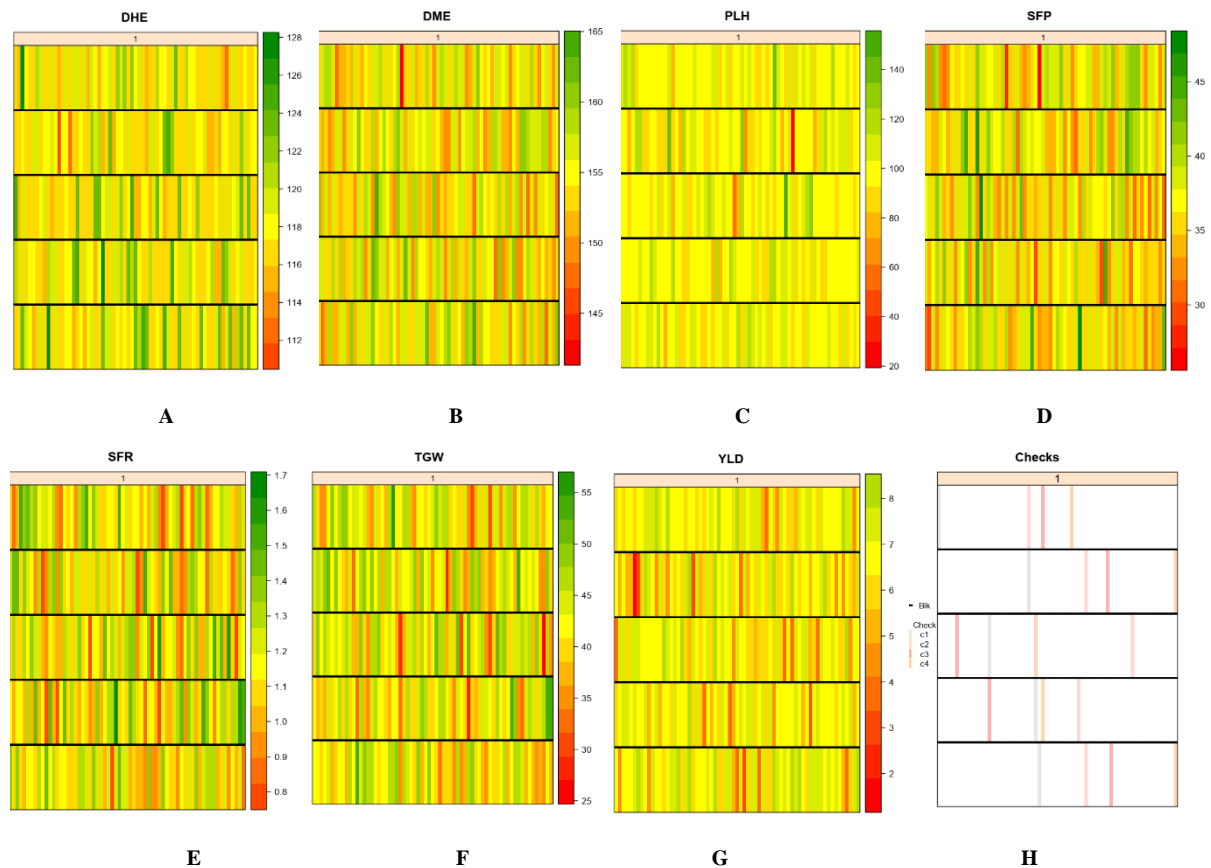 DHE
1
128
126
124
122
120
118
116
114
112
A
DME
1
165
160
155
150
145
B
PLH
1
140
120
100
80
60
40
20
C
SFP
1
45
40
35
30
D
SFR
1
1.7
1.6
1.5
1.4
1.3
1.2
1.1
1.0
0.9
0.8
E
TGW
1
55
50
45
40
35
30
25
F
YLD
1
8
7
6
5
4
3
2
G
Checks
1
Blk
Check
c1
c2
c3
c4
H